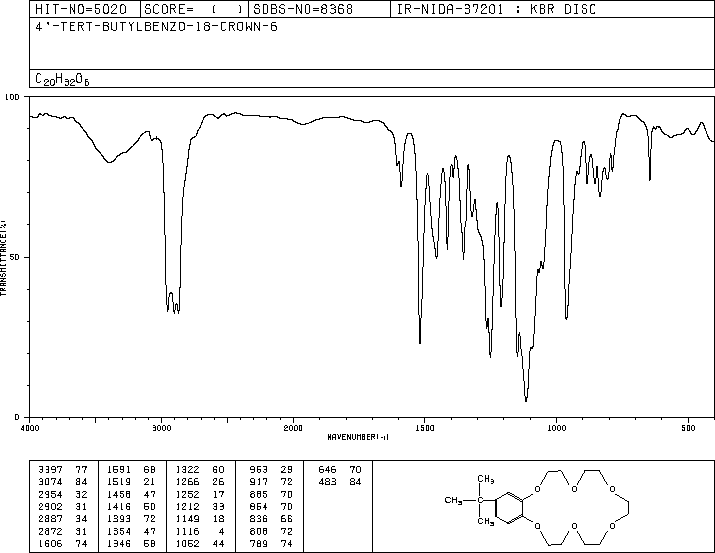 HIT-NO=5020 SCORE= ( ) SDBS-NO=8368 IR-NIDA-37201 : KBR DISC
4'-TERT-BUTYLBENZO-18-CROWN-6
C20H32O6
100
50
0
TRANSMITTANCE(%)
4000 3000 2000 1500 1000 500
WAVENUMBER(-1)
3397 77 1591 68 1322 60 963 29 646 70
3074 84 1519 21 1266 26 917 72 483 84
2954 32 1458 47 1252 17 885 70
2902 31 1416 50 1212 33 864 70
2887 34 1393 72 1149 18 836 66
2872 31 1354 47 1116 4 808 72
1606 74 1346 58 1052 44 789 74
CH3
CH3 C O O O
CH3 O O O